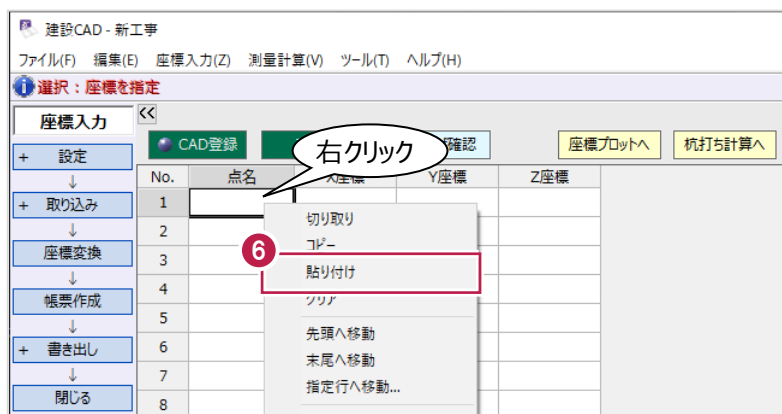 建設CAD - 新工事
ファイル(F) 編集(E) 座標入力(Z) 測量計算(V) ツール(T) ヘルプ(H)
選択：座標を指定
座標入力
<<
CAD登録
確認
座標プロットへ
杭打ち計算へ
右クリック
+ 設定
↓
+ 取り込み
↓
座標変換
↓
帳票作成
↓
+ 書き出し
↓
閉じる
No. 点名 X座標 Y座標 Z座標
1
2
3
4
5
6
7
8
切り取り
コピー
6
貼り付け
クリア
先頭へ移動
末尾へ移動
指定行へ移動...